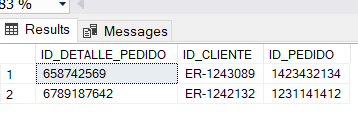 83 %
Results Messages
ID_DETALLE_PEDIDO ID_CLIENTE ID_PEDIDO
1 658742569 ER-1243089 1423432134
2 6789187642 ER-1242132 1231141412